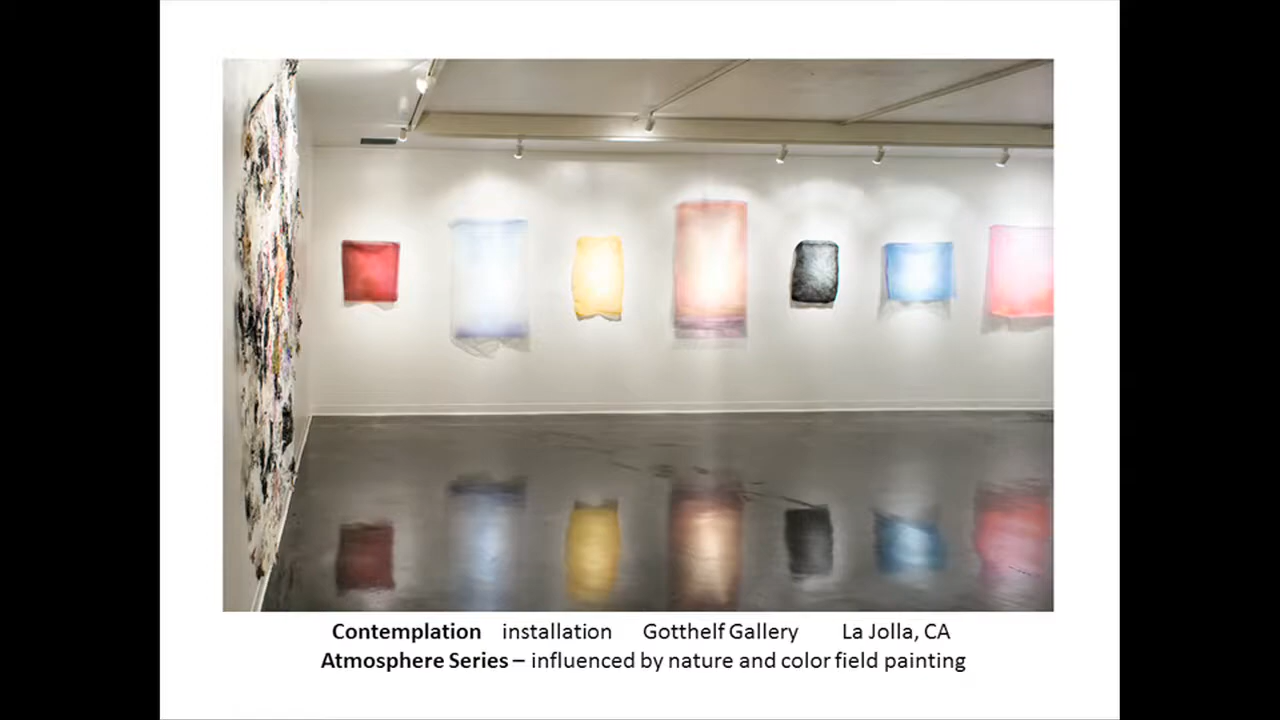 Contemplation installation Gotthelf Gallery La Jolla, CA
Atmosphere Series – influenced by nature and color field painting